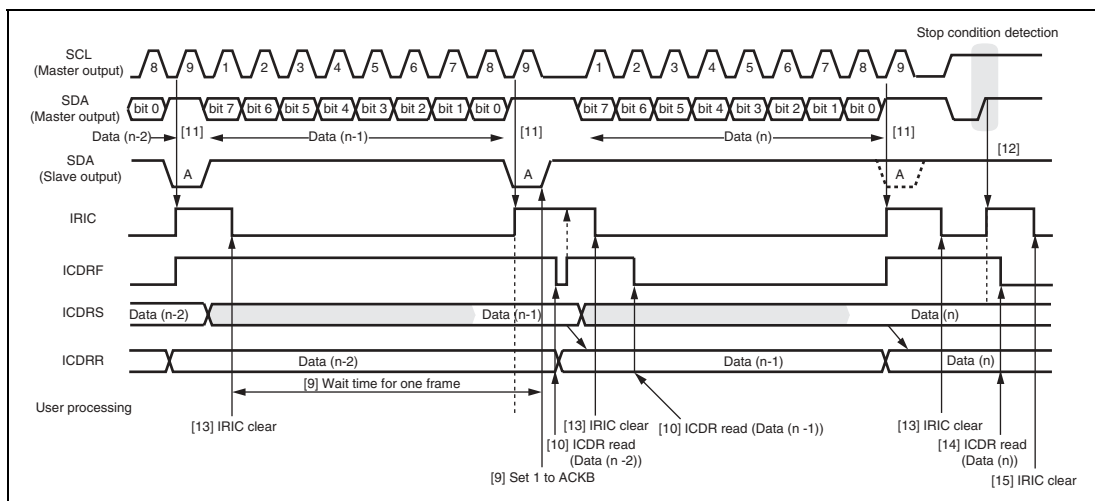 Stop condition detection
SCL
(Master output)
8 9 1 2 3 4 5 6 7 8 9 1 2 3 4 5 6 7 8 9
SDA
(Master output)
bit 0 bit 7 bit 6 bit 5 bit 4 bit 3 bit 2 bit 1 bit 0 bit 7 bit 6 bit 5 bit 4 bit 3 bit 2 bit 1 bit 0
Data (n-2) [11] Data (n-1) [11] Data (n) [11]
[12]
SDA
(Slave output)
A A A
IRIC
ICDRF
ICDRS
Data (n-2) Data (n-1) Data (n)
ICDRR
Data (n-2) Data (n-1) Data (n)
[9] Wait time for one frame
User processing
[13] IRIC clear [13] IRIC clear [10] ICDR read (Data (n -1)) [13] IRIC clear
[10] ICDR read
(Data (n -2))
[14] ICDR read
(Data (n))
[9] Set 1 to ACKB
[15] IRIC clear